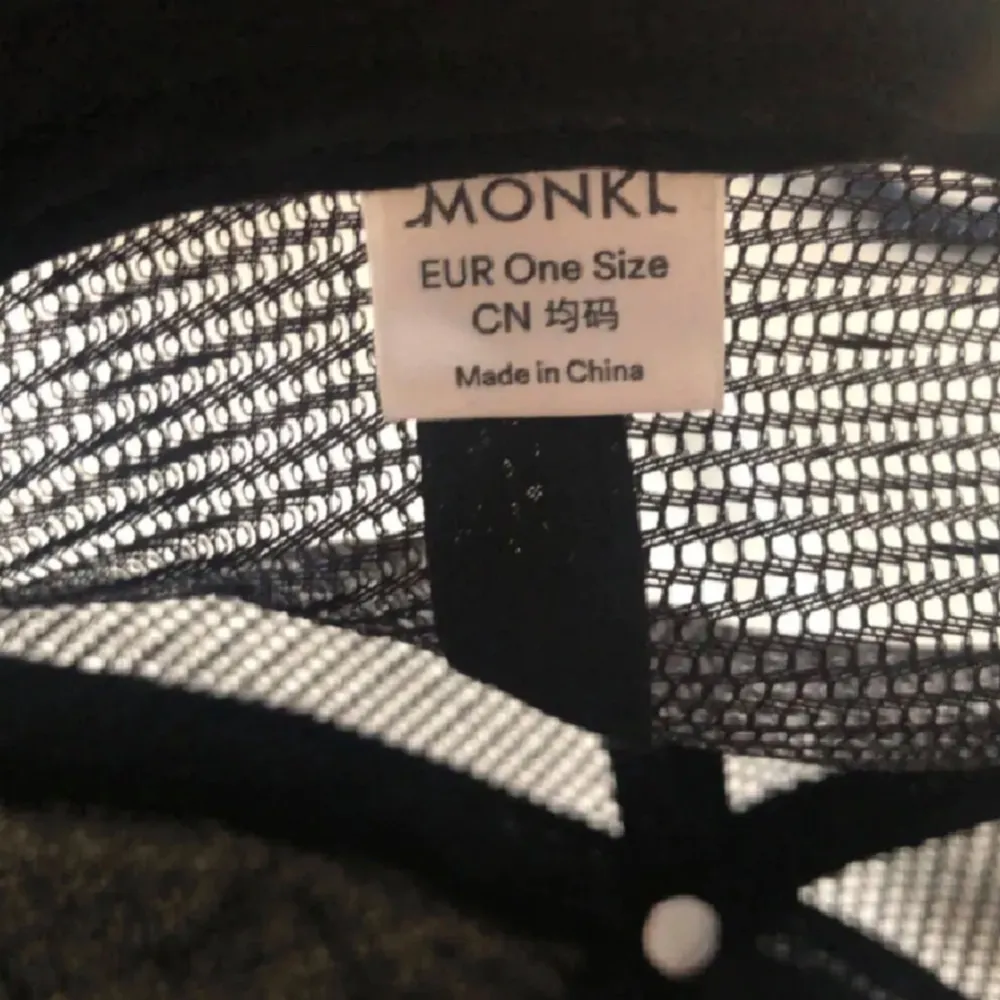 MONKI
EUR One Size
CN 均码
Made in China